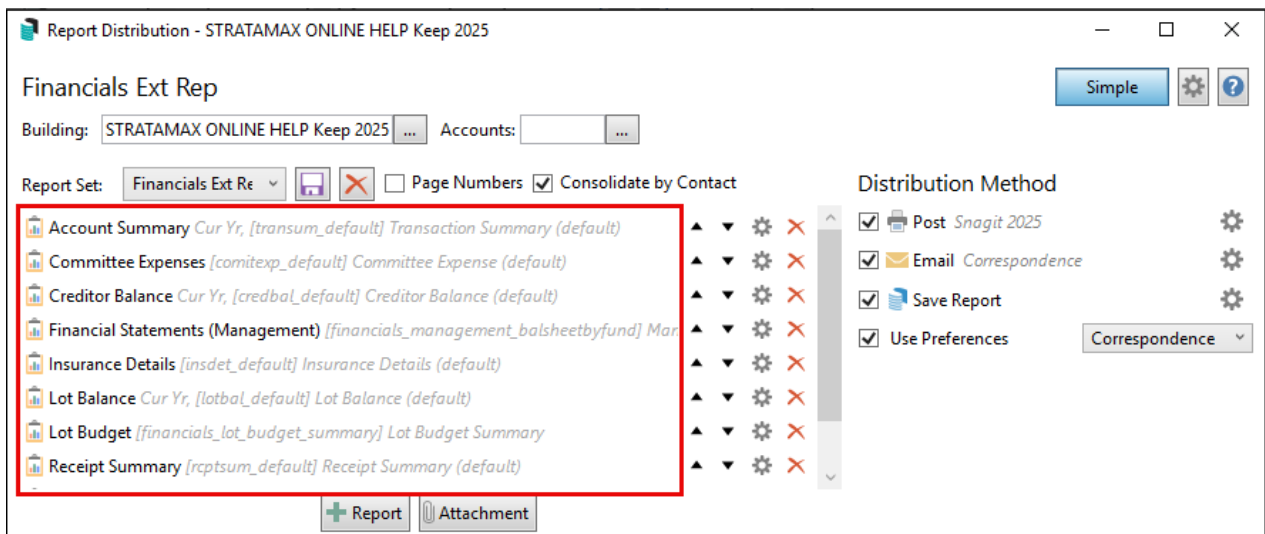 Report Distribution - STRATAMAX ONLINE HELP Keep 2025
Financials Ext Rep
Simple
Building: STRATAMAX ONLINE HELP Keep 2025 ... Accounts: ...
Report Set: Financials Ext Re Page Numbers Consolidate by Contact
Account Summary Cur Yr, [transum_default] Transaction Summary (default)
Committee Expenses [comitexp_default] Committee Expense (default)
Creditor Balance Cur Yr, [credbal_default] Creditor Balance (default)
Financial Statements (Management) [financials_management_balsheetbyfund] Man
Insurance Details [insdet_default] Insurance Details (default)
Lot Balance Cur Yr, [lotbal_default] Lot Balance (default)
Lot Budget [financials_lot_budget_summary] Lot Budget Summary
Receipt Summary [rcptsum_default] Receipt Summary (default)
Report Attachment
Distribution Method
Post Snagit 2025
Email Correspondence
Save Report
Use Preferences Correspondence